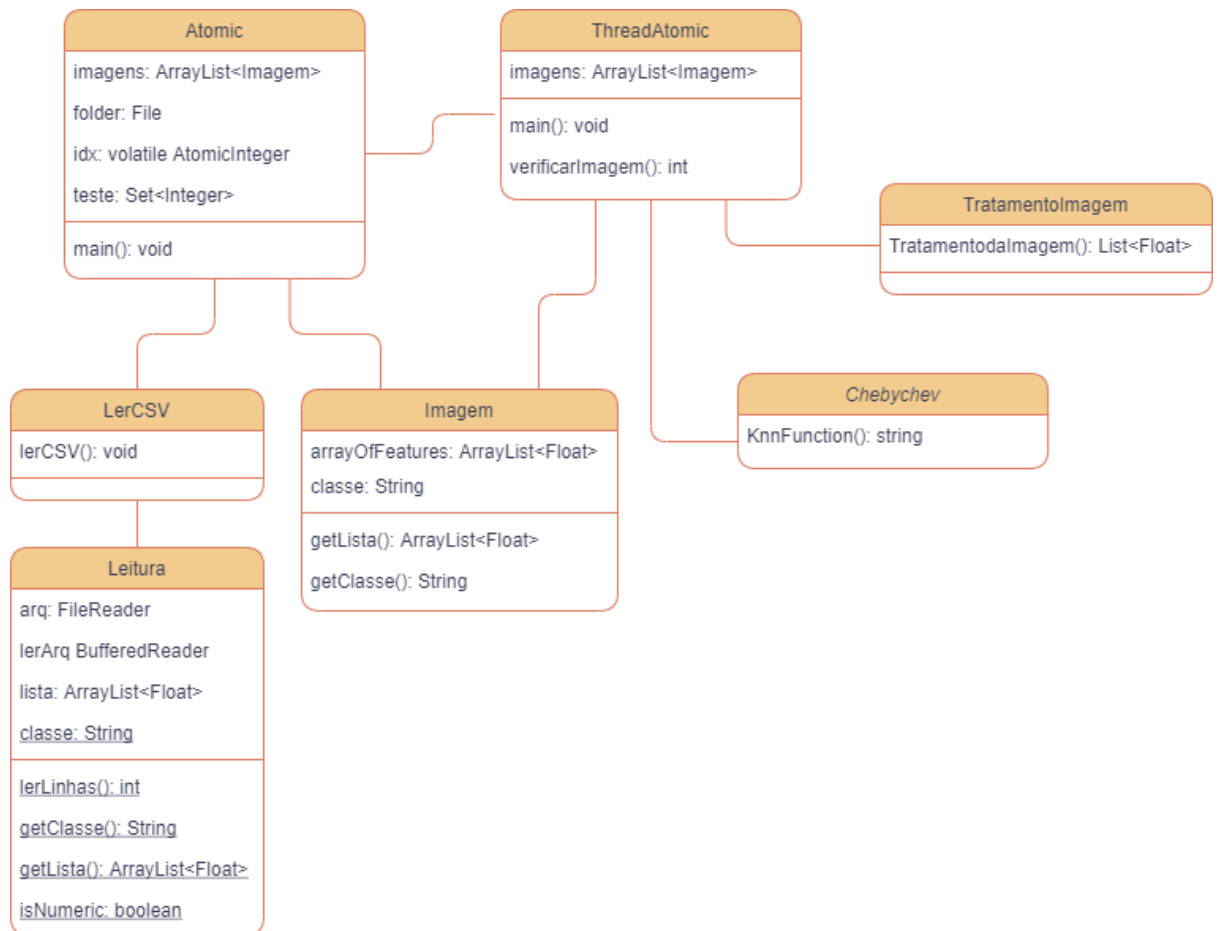 Atomic
imagens: ArrayList<Imagem>
folder: File
idx: volatile AtomicInteger
teste: Set<Integer>
main(): void
ThreadAtomic
imagens: ArrayList<Imagem>
main(): void
verificarImagem(): int
TratamentoImagem
TratamentodaImagem(): List<Float>
LerCSV
lerCSV(): void
Imagem
arrayOfFeatures: ArrayList<Float>
classe: String
getLista(): ArrayList<Float>
getClasse(): String
Chebychev
KnnFunction(): string
Leitura
arq: FileReader
lerArq BufferedReader
lista: ArrayList<Float>
classe: String
lerLinhas(): int
getClasse(): String
getLista(): ArrayList<Float>
isNumeric: boolean